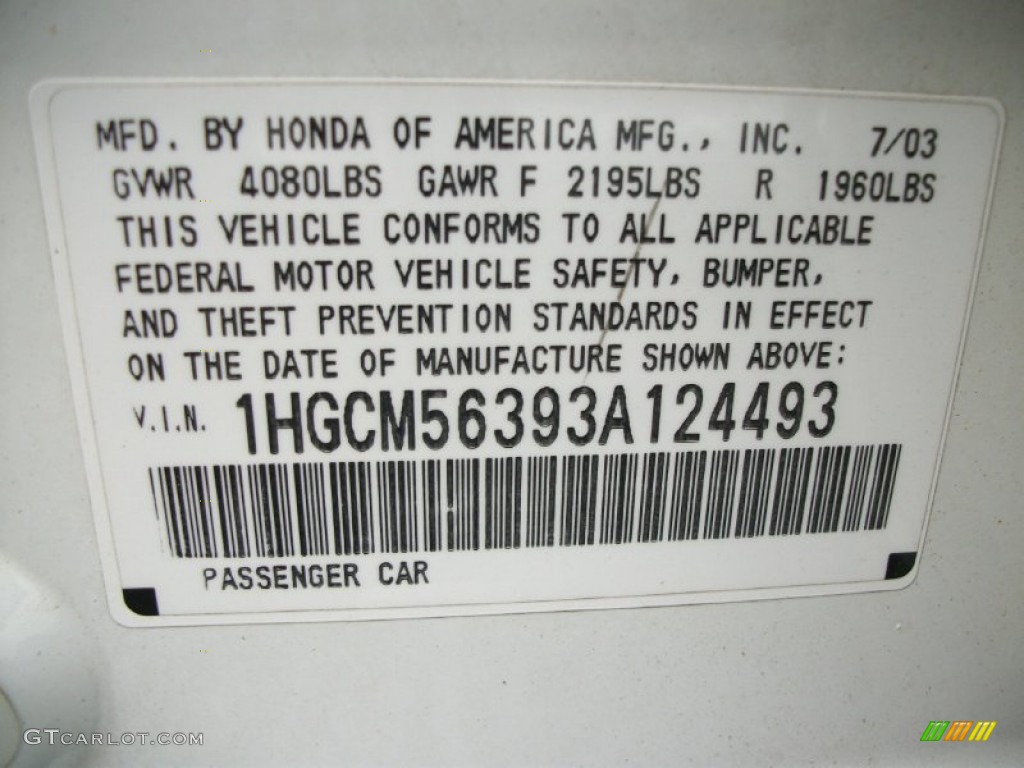 MFD. BY HONDA OF AMERICA MFG., INC. 7/03
GVWR 4080LBS GAWR F 2195LBS R 1960LBS
THIS VEHICLE CONFORMS TO ALL APPLICABLE
FEDERAL MOTOR VEHICLE SAFETY, BUMPER,
AND THEFT PREVENTION STANDARDS IN EFFECT
ON THE DATE OF MANUFACTURE SHOWN ABOVE:
V.I.N. 1HGCM56393A124493
PASSENGER CAR
GTCARLOT.COM